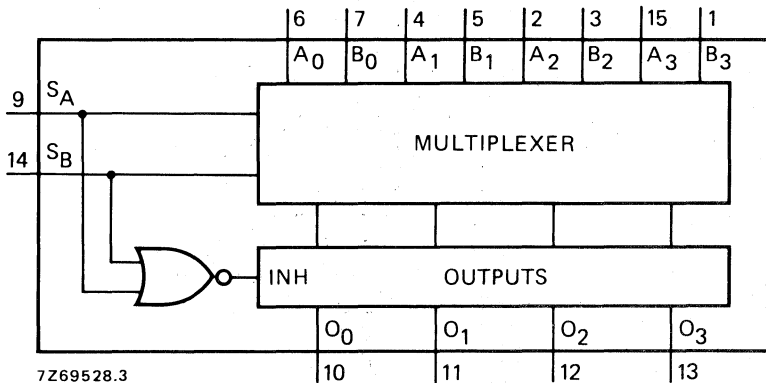 6 7 4 5 2 3 15 1
A0 B0 A1 B1 A2 B2 A3 B3
9 SA
MULTIPLEXER
14 SB
INH OUTPUTS
O0 O1 O2 O3
7Z69528.3 10 11 12 13